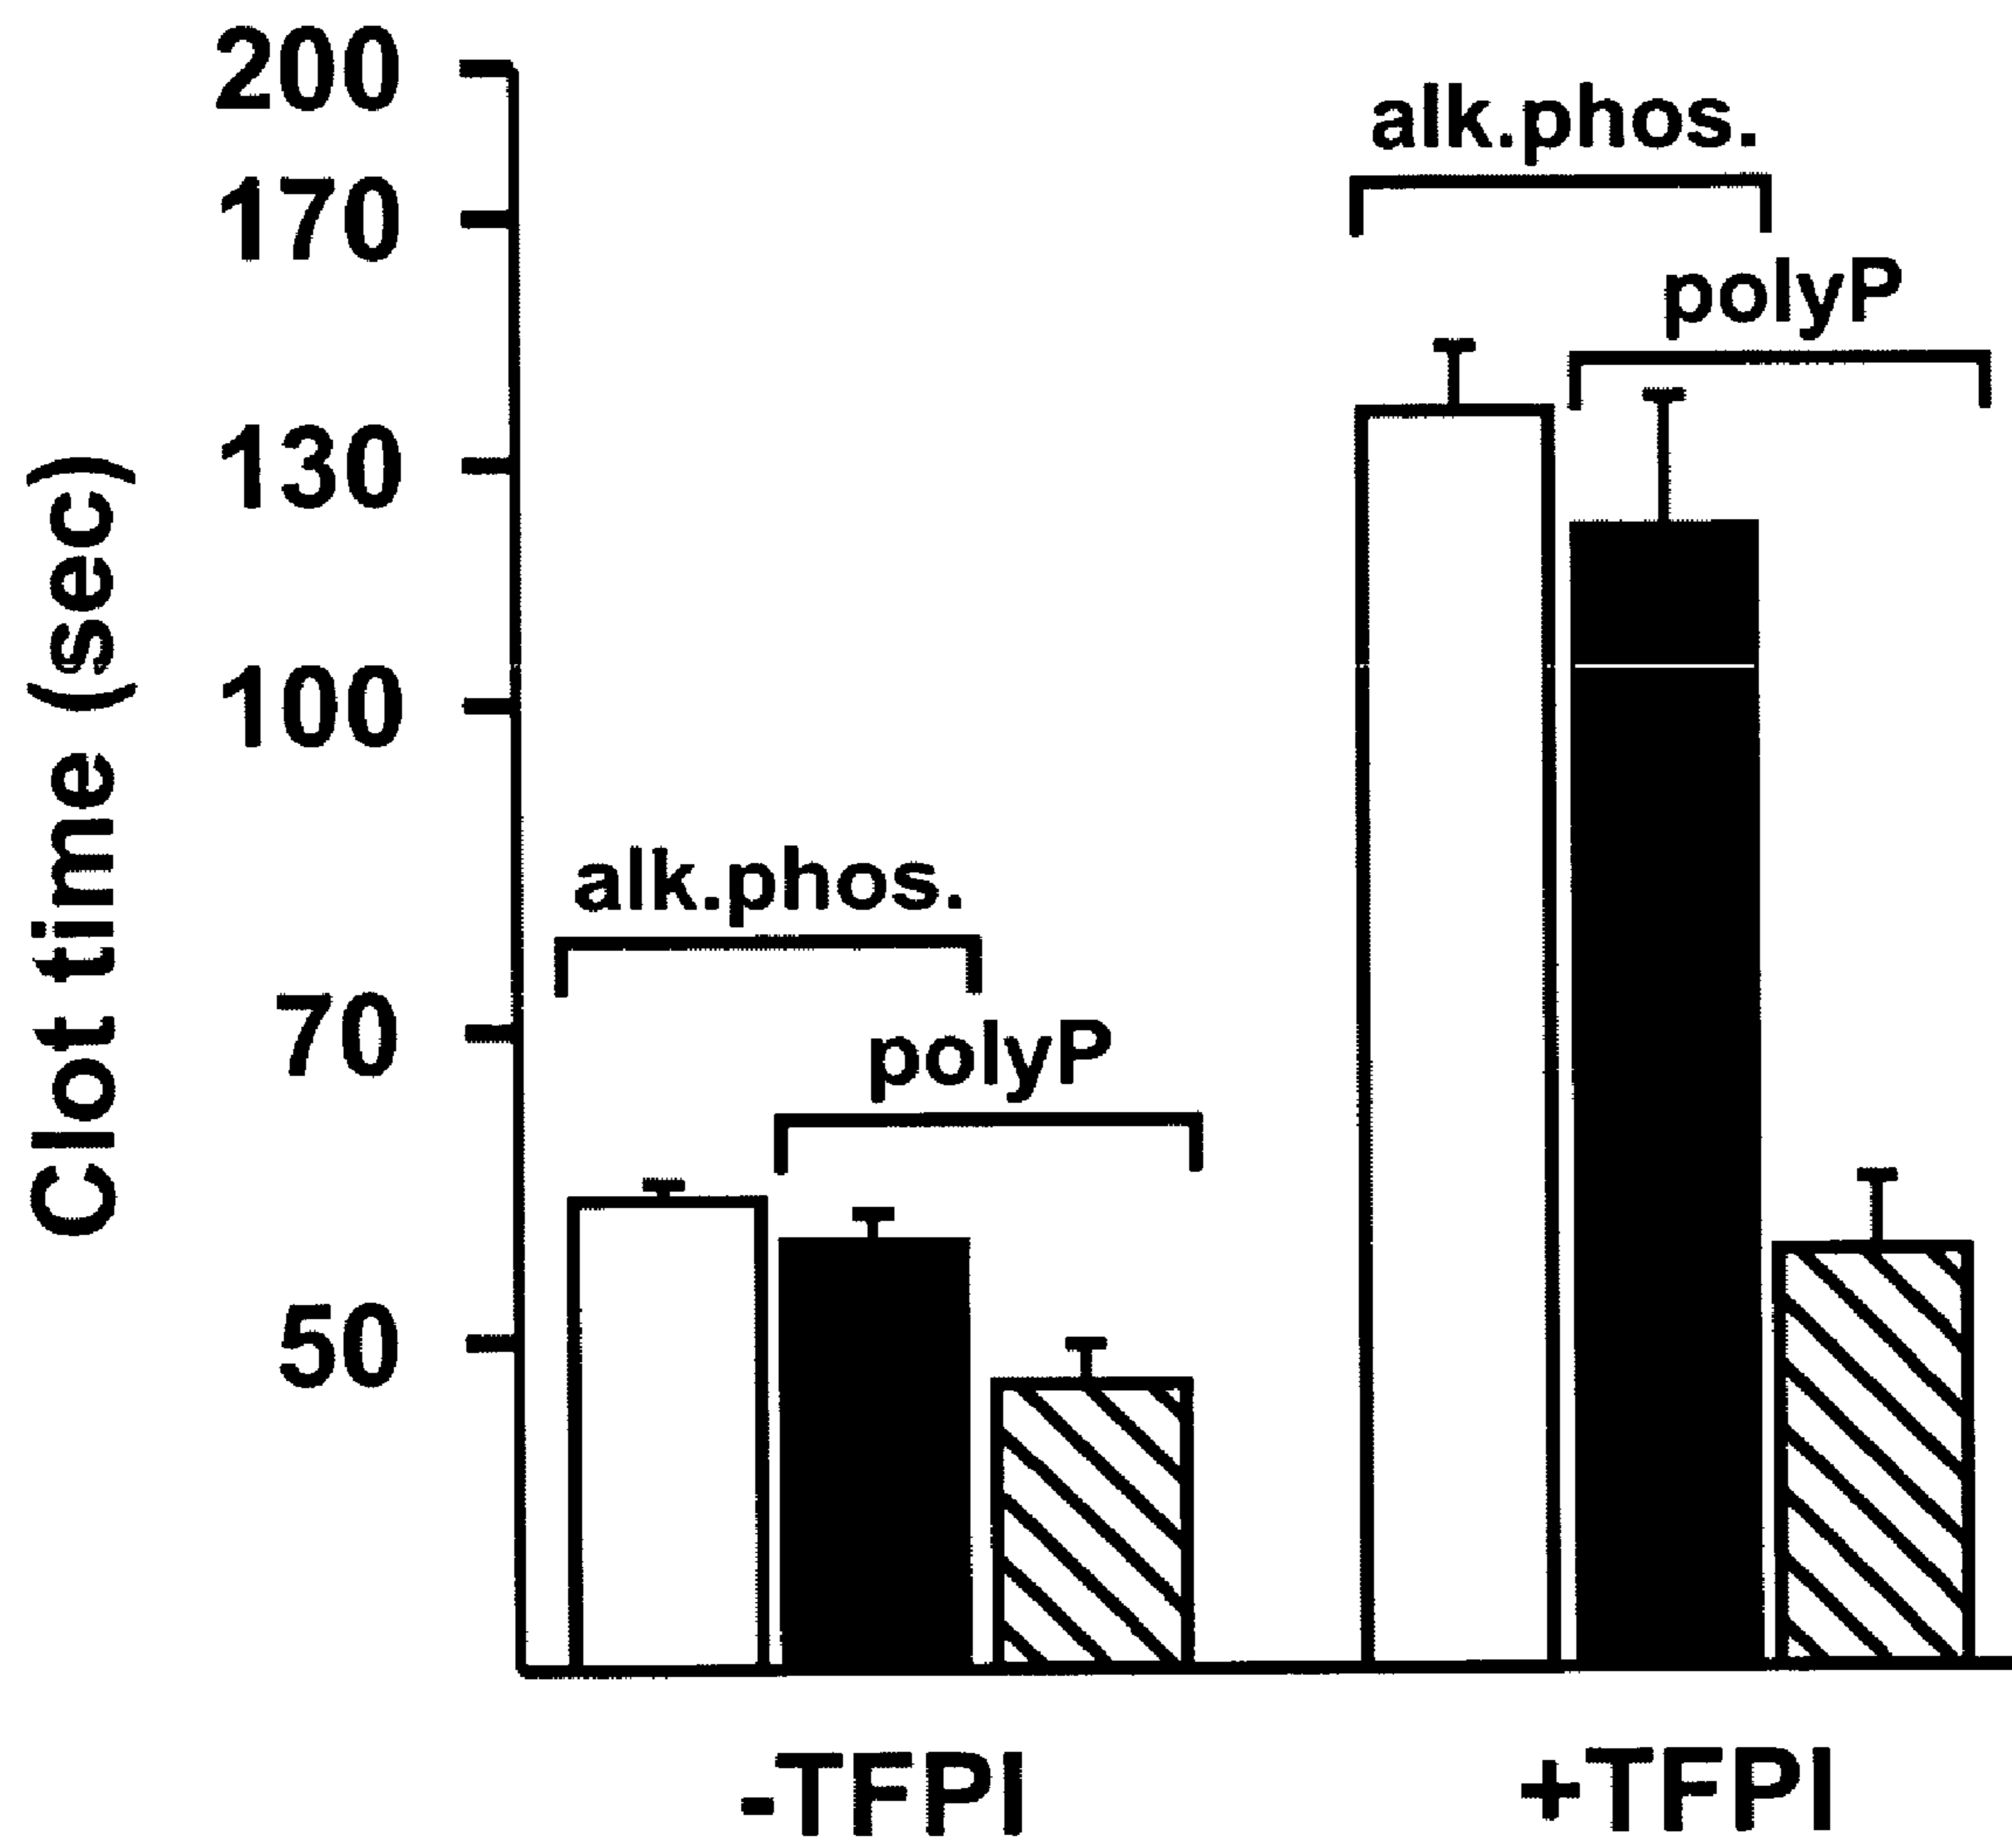 200
170
130
100
70
50
Clot time (sec)
alk.phos.
polyP
alk.phos.
polyP
-TFPI
+TFPI